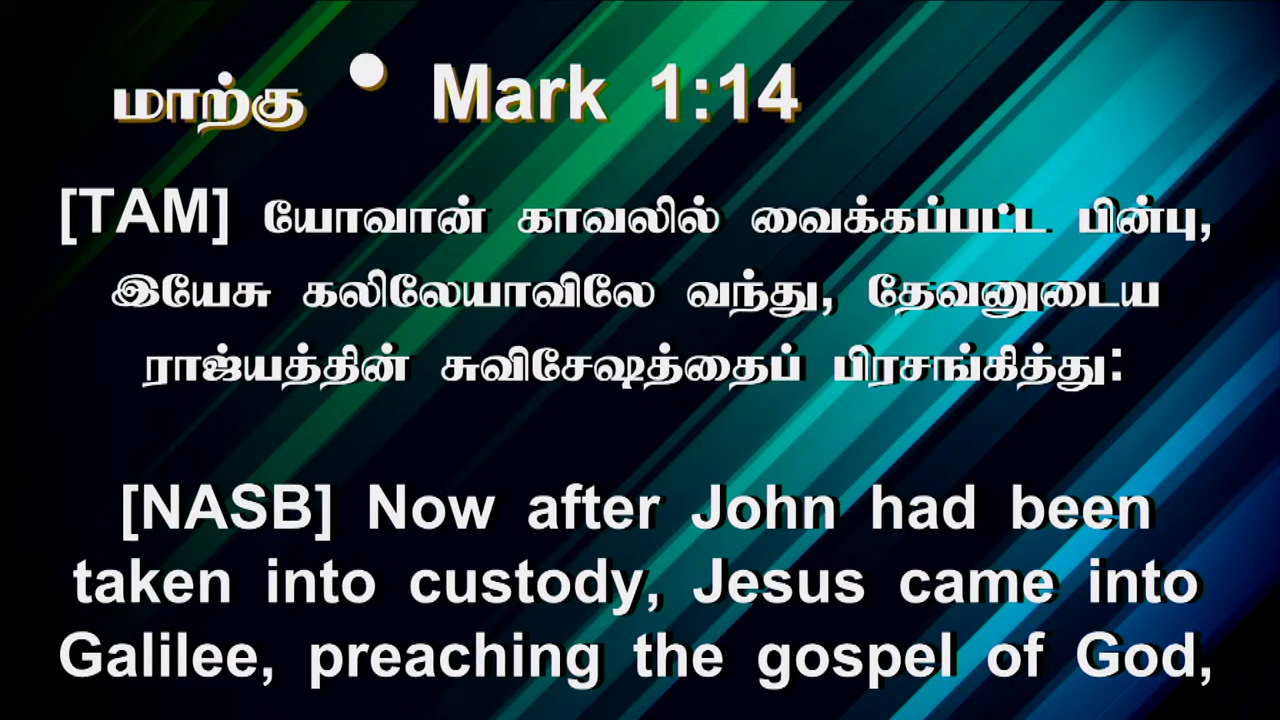 மாற்கு • Mark 1:14
[TAM] யோவான் காவலில் வைக்கப்பட்ட பின்பு,
இயேசு கலிலேயாவிலே வந்து, தேவனுடைய
ராஜ்யத்தின் சுவிசேஷத்தைப் பிரசங்கித்து:
[NASB] Now after John had been
taken into custody, Jesus came into
Galilee, preaching the gospel of God,